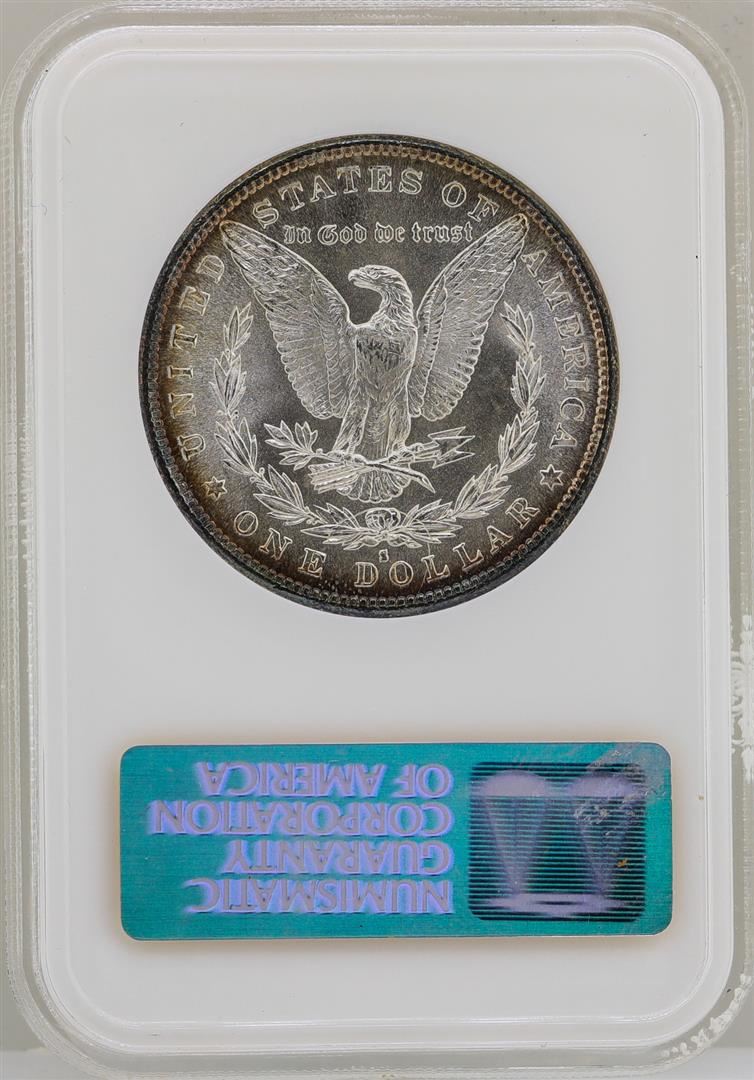 UNITED STATES OF AMERICA
In God we trust
S
ONE DOLLAR
NUMISMATIC
GUARANTY
CORPORATION
OF AMERICA